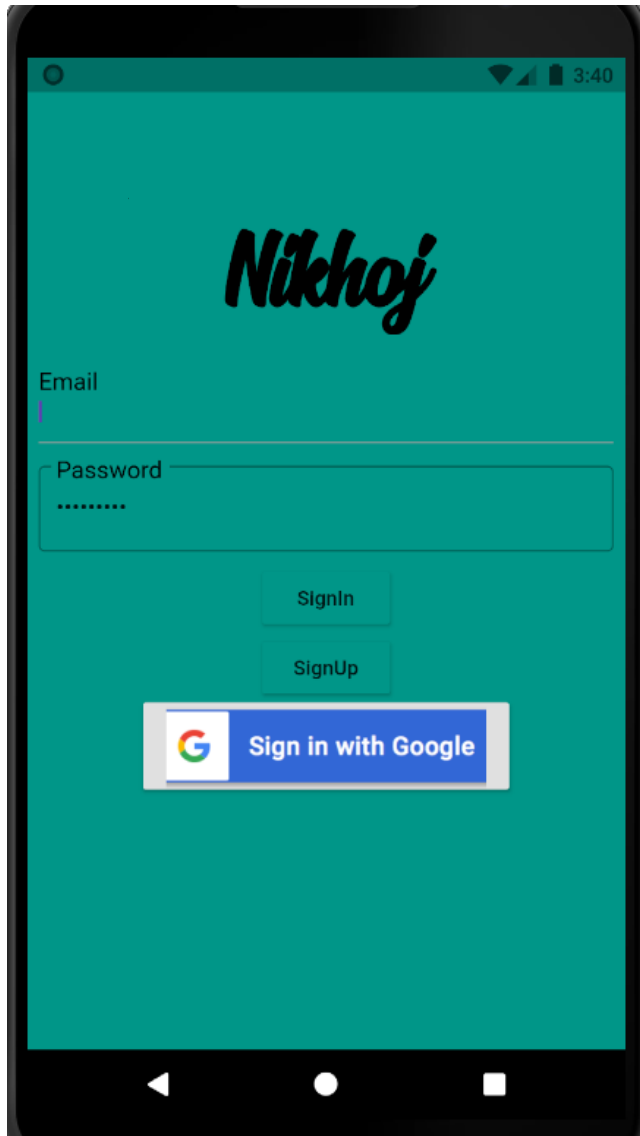 3:40
Nikhoj
Email
Password
.........
SignIn
SignUp
G Sign in with Google